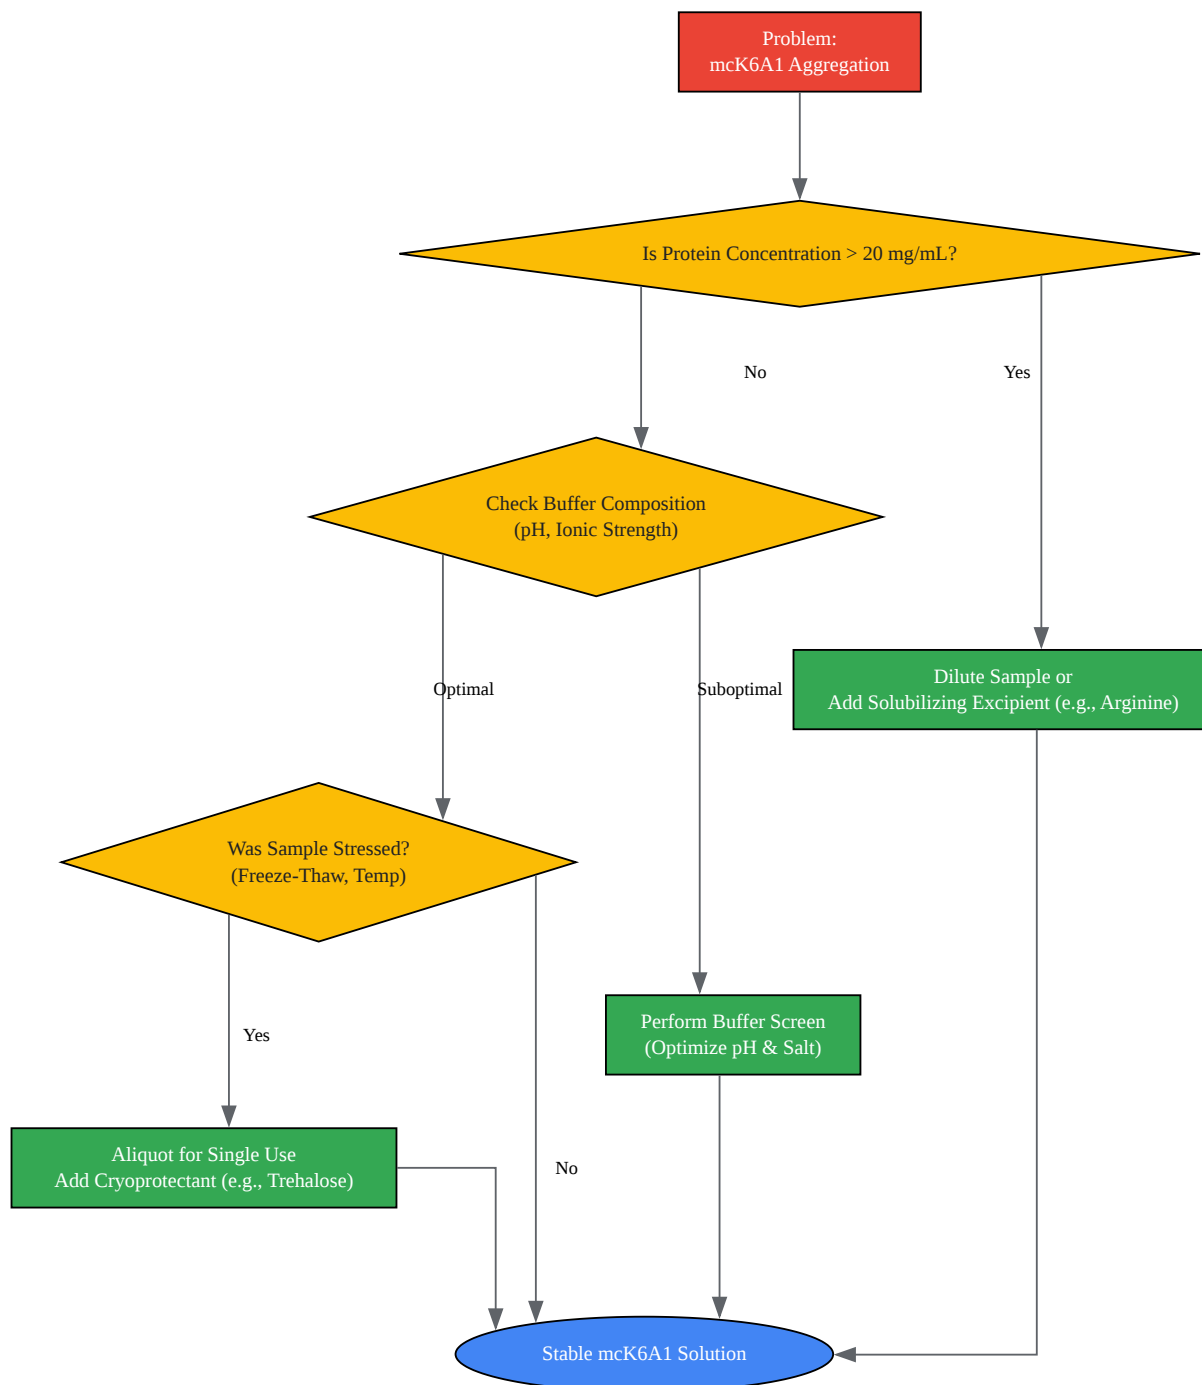 Problem:
mcK6A1 Aggregation
Is Protein Concentration > 20 mg/mL?
No
Yes
Check Buffer Composition
(pH, Ionic Strength)
Optimal
Suboptimal
Dilute Sample or
Add Solubilizing Excipient (e.g., Arginine)
Was Sample Stressed?
(Freeze-Thaw, Temp)
Yes
Perform Buffer Screen
(Optimize pH & Salt)
Aliquot for Single Use
Add Cryoprotectant (e.g., Trehalose)
No
Stable mcK6A1 Solution